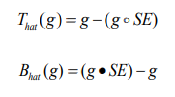 T_hat(g) = g − (g ∘ SE)
B_hat(g) = (g • SE) − g